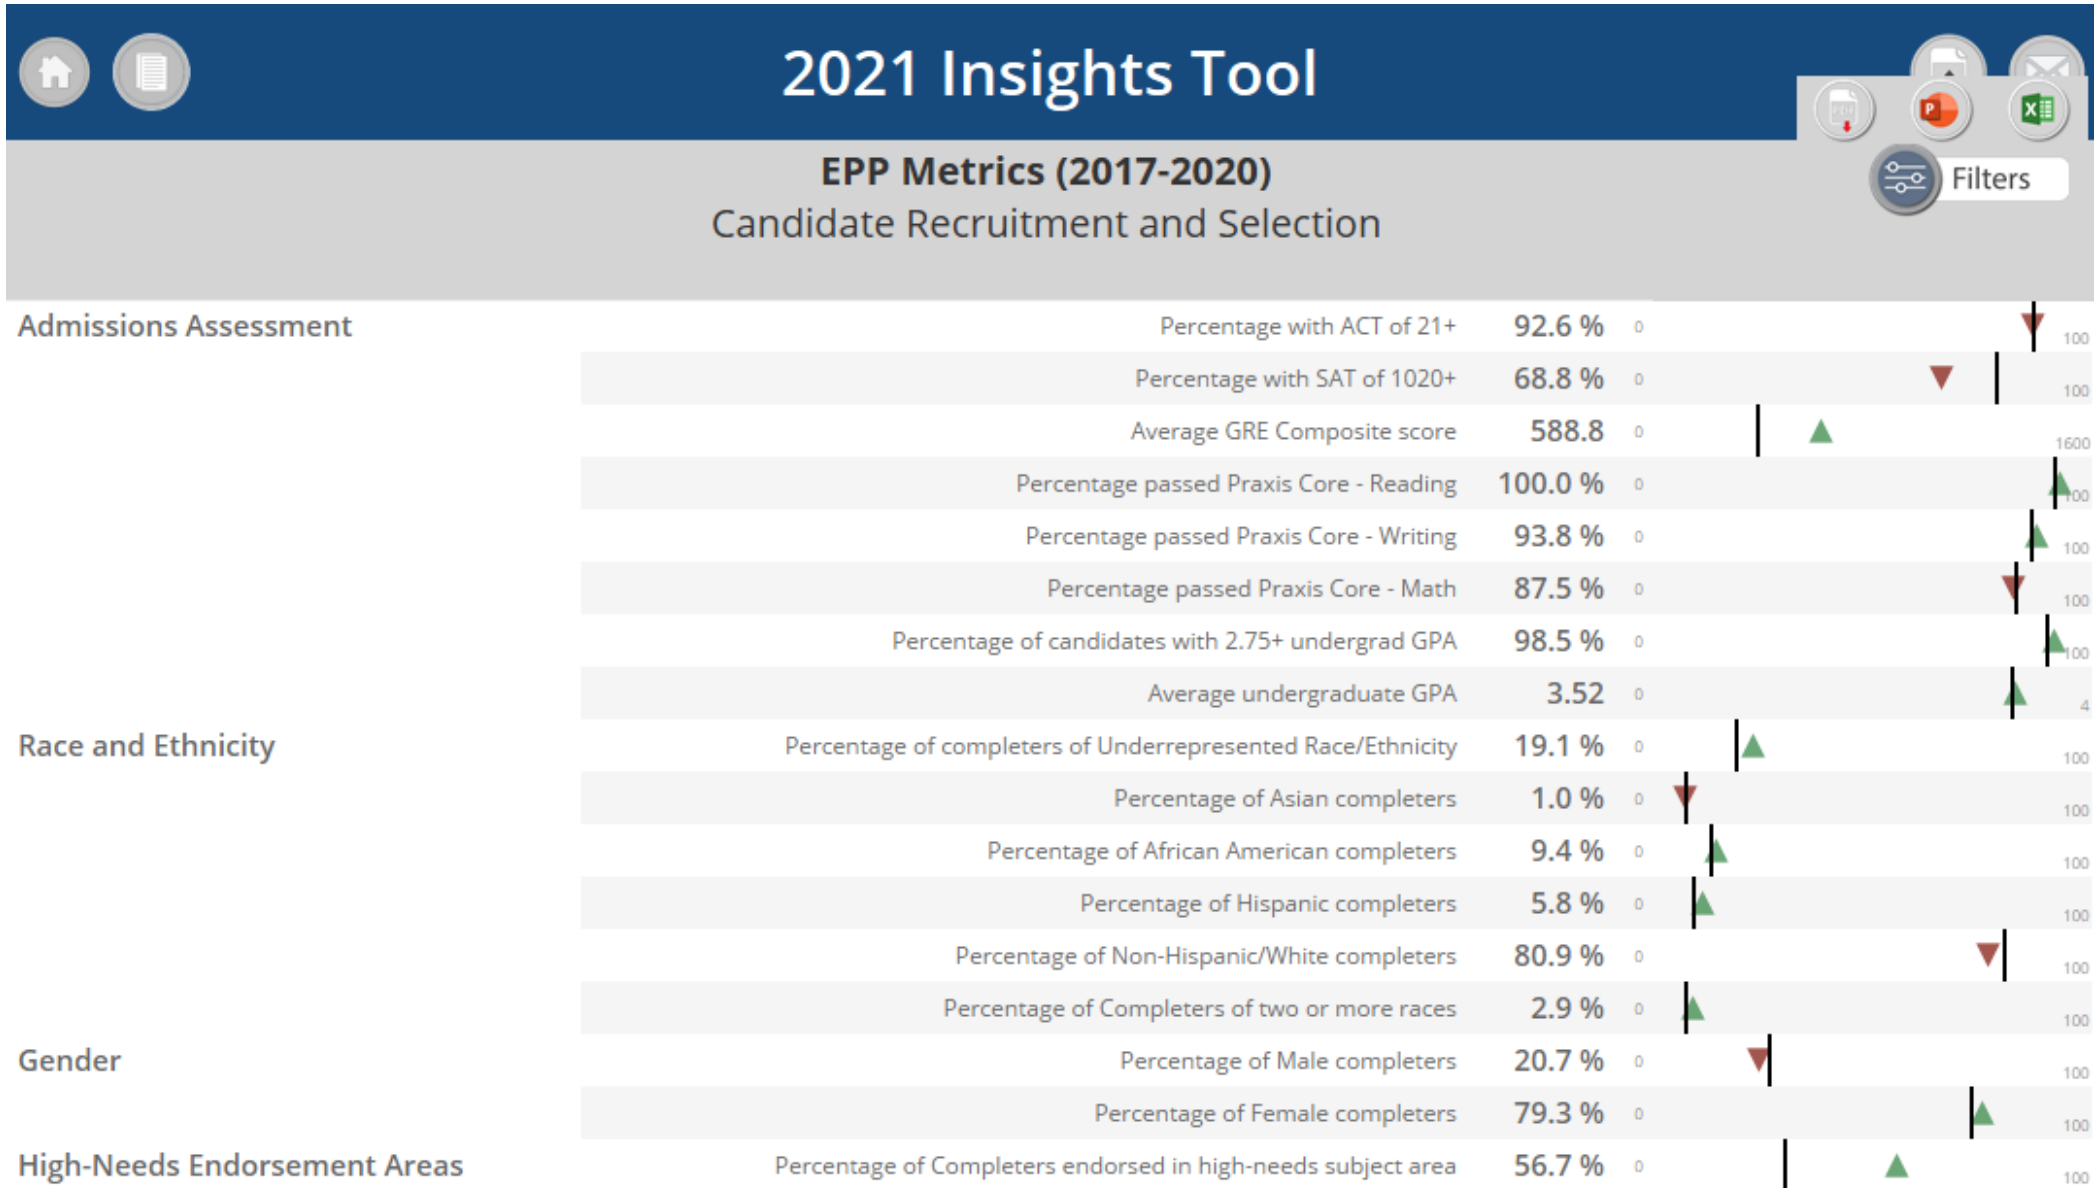 2021 Insights Tool
EPP Metrics (2017-2020)
Filters
Candidate Recruitment and Selection
Admissions Assessment Percentage with ACT of 21+ 92.6 % 0 100
Percentage with SAT of 1020+ 68.8 % 0 100
Average GRE Composite score 588.8 0 1600
Percentage passed Praxis Core - Reading 100.0 % 0 100
Percentage passed Praxis Core - Writing 93.8 % 0 100
Percentage passed Praxis Core - Math 87.5 % 0 100
Percentage of candidates with 2.75+ undergrad GPA 98.5 % 0 100
Average undergraduate GPA 3.52 0 4
Race and Ethnicity Percentage of completers of Underrepresented Race/Ethnicity 19.1 % 0 100
Percentage of Asian completers 1.0 % 0 100
Percentage of African American completers 9.4 % 0 100
Percentage of Hispanic completers 5.8 % 0 100
Percentage of Non-Hispanic/White completers 80.9 % 0 100
Percentage of Completers of two or more races 2.9 % 0 100
Gender Percentage of Male completers 20.7 % 0 100
Percentage of Female completers 79.3 % 0 100
High-Needs Endorsement Areas Percentage of Completers endorsed in high-needs subject area 56.7 % 0 100